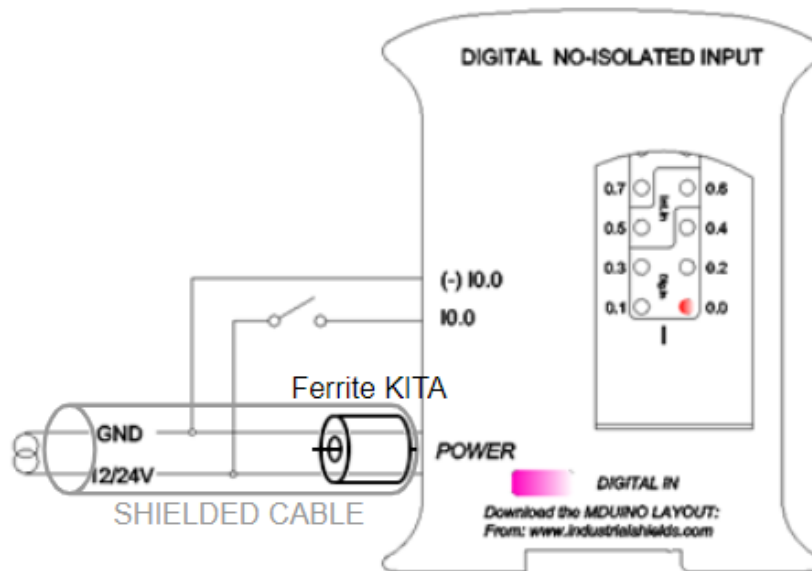 DIGITAL NO-ISOLATED INPUT
0.7
0.6
0.5
0.4
0.3
0.2
0.1
0.0
(-) I0.0
I0.0
Ferrite KITA
GND
12/24V
POWER
SHIELDED CABLE
DIGITAL IN
Download the MDUINO LAYOUT:
From: www.industrialshields.com